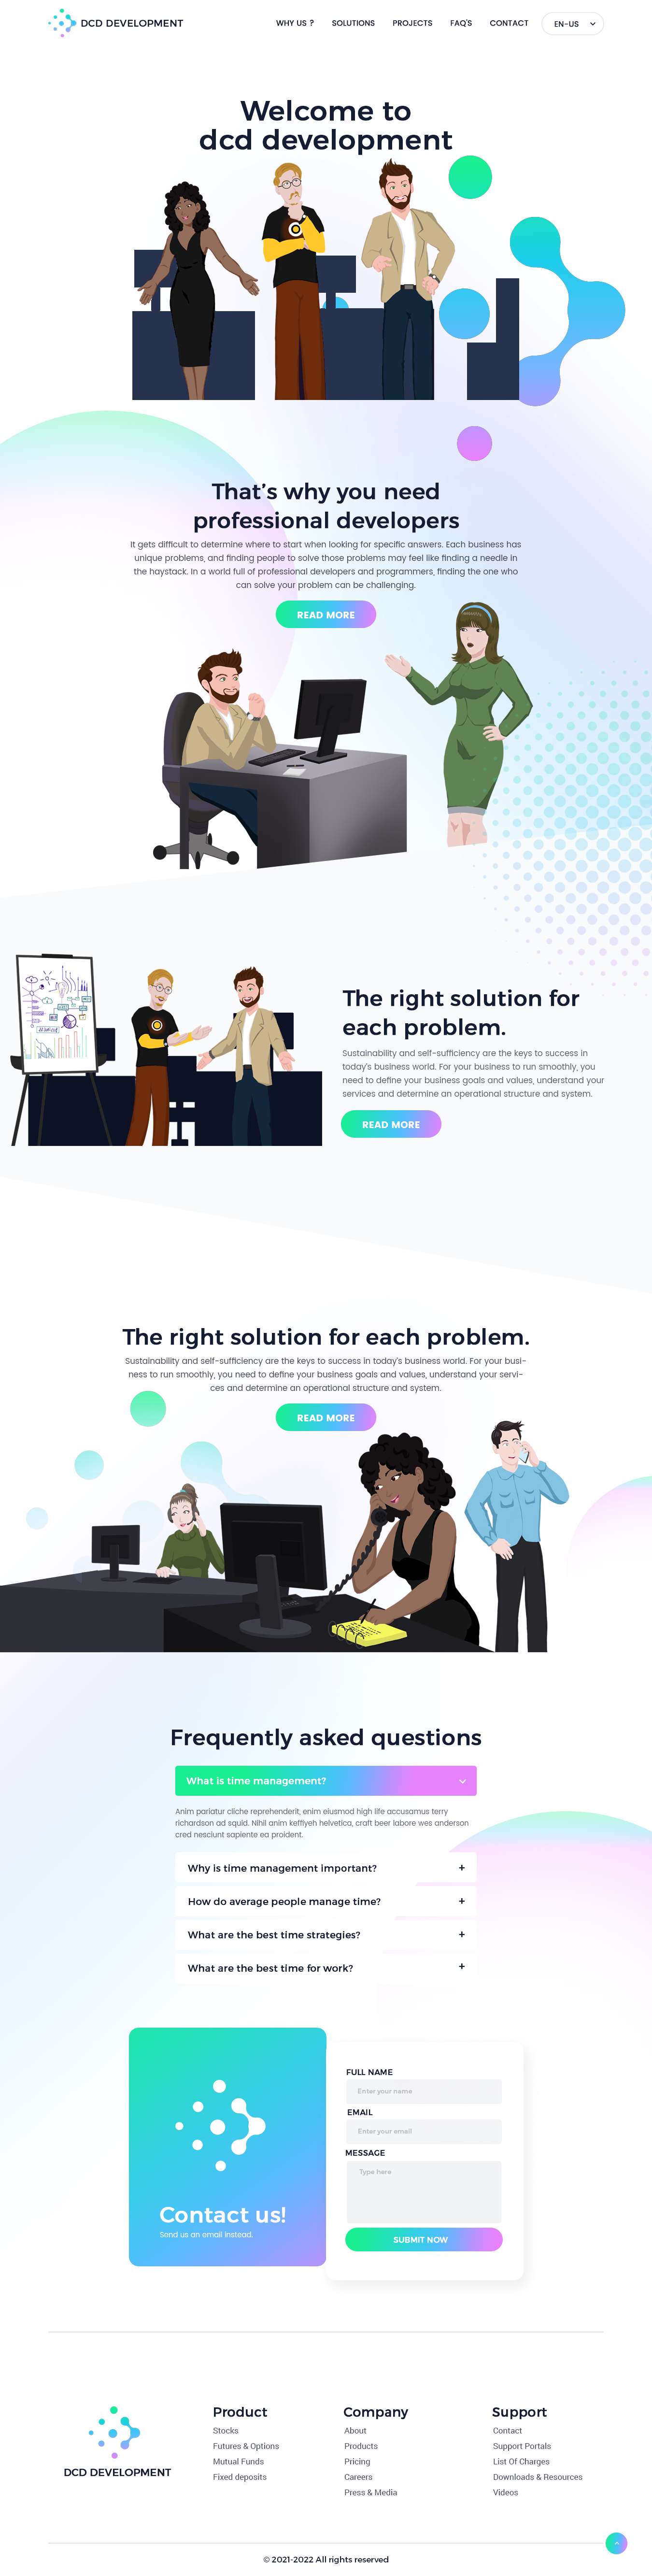 DCD DEVELOPMENT
WHY US ?
SOLUTIONS
PROJECTS
FAQ'S
CONTACT
EN-US
Welcome to
dcd development
That's why you need
professional developers
It gets difficult to determine where to start when looking for specific answers. Each business has
unique problems, and finding people to solve those problems may feel like finding a needle in
the haystack. In a world full of professional developers and programmers, finding the one who
can solve your problem can be challenging.
READ MORE
The right solution for
each problem.
Sustainability and self-sufficiency are the keys to success in
today's business world. For your business to run smoothly, you
need to define your business goals and values, understand your
services and determine an operational structure and system.
READ MORE
The right solution for each problem.
Sustainability and self-sufficiency are the keys to success in today's business world. For your busi-
ness to run smoothly, you need to define your business goals and values, understand your servi-
ces and determine an operational structure and system.
READ MORE
Frequently asked questions
What is time management?
Anim pariatur cliche reprehenderit, enim eiusmod high life accusamus terry
richardson ad squid. Nihil anim keffiyeh helvetica, craft beer labore wes anderson
cred nesciunt sapiente ea proident.
Why is time management important? +
How do average people manage time? +
What are the best time strategies? +
What are the best time for work? +
Contact us!
Send us an email instead.
FULL NAME
Enter your name
EMAIL
Enter your email
MESSAGE
Type here
SUBMIT NOW
DCD DEVELOPMENT
Product
Stocks
Futures & Options
Mutual Funds
Fixed deposits
Company
About
Products
Pricing
Careers
Press & Media
Support
Contact
Support Portals
List Of Charges
Downloads & Resources
Videos
© 2021-2022 All rights reserved